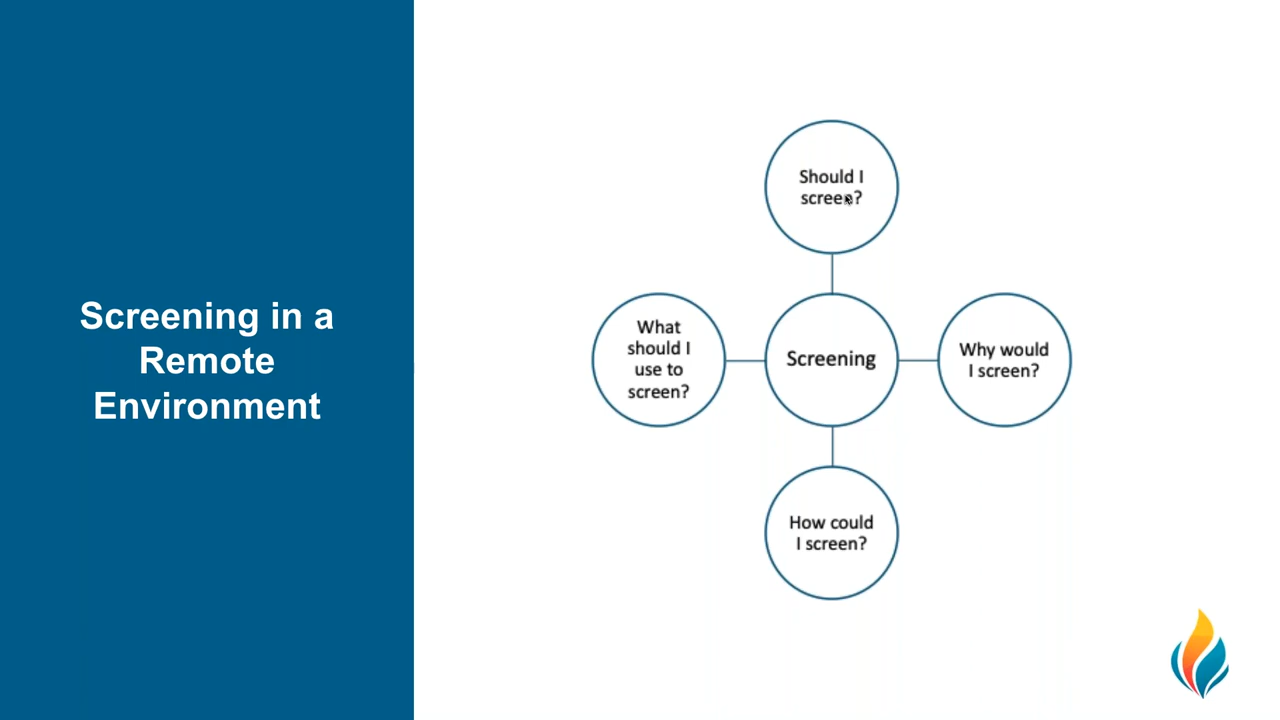 Screening in a
Remote
Environment
Should I
screen?
What
should I
use to
screen?
Screening
Why would
I screen?
How could
I screen?